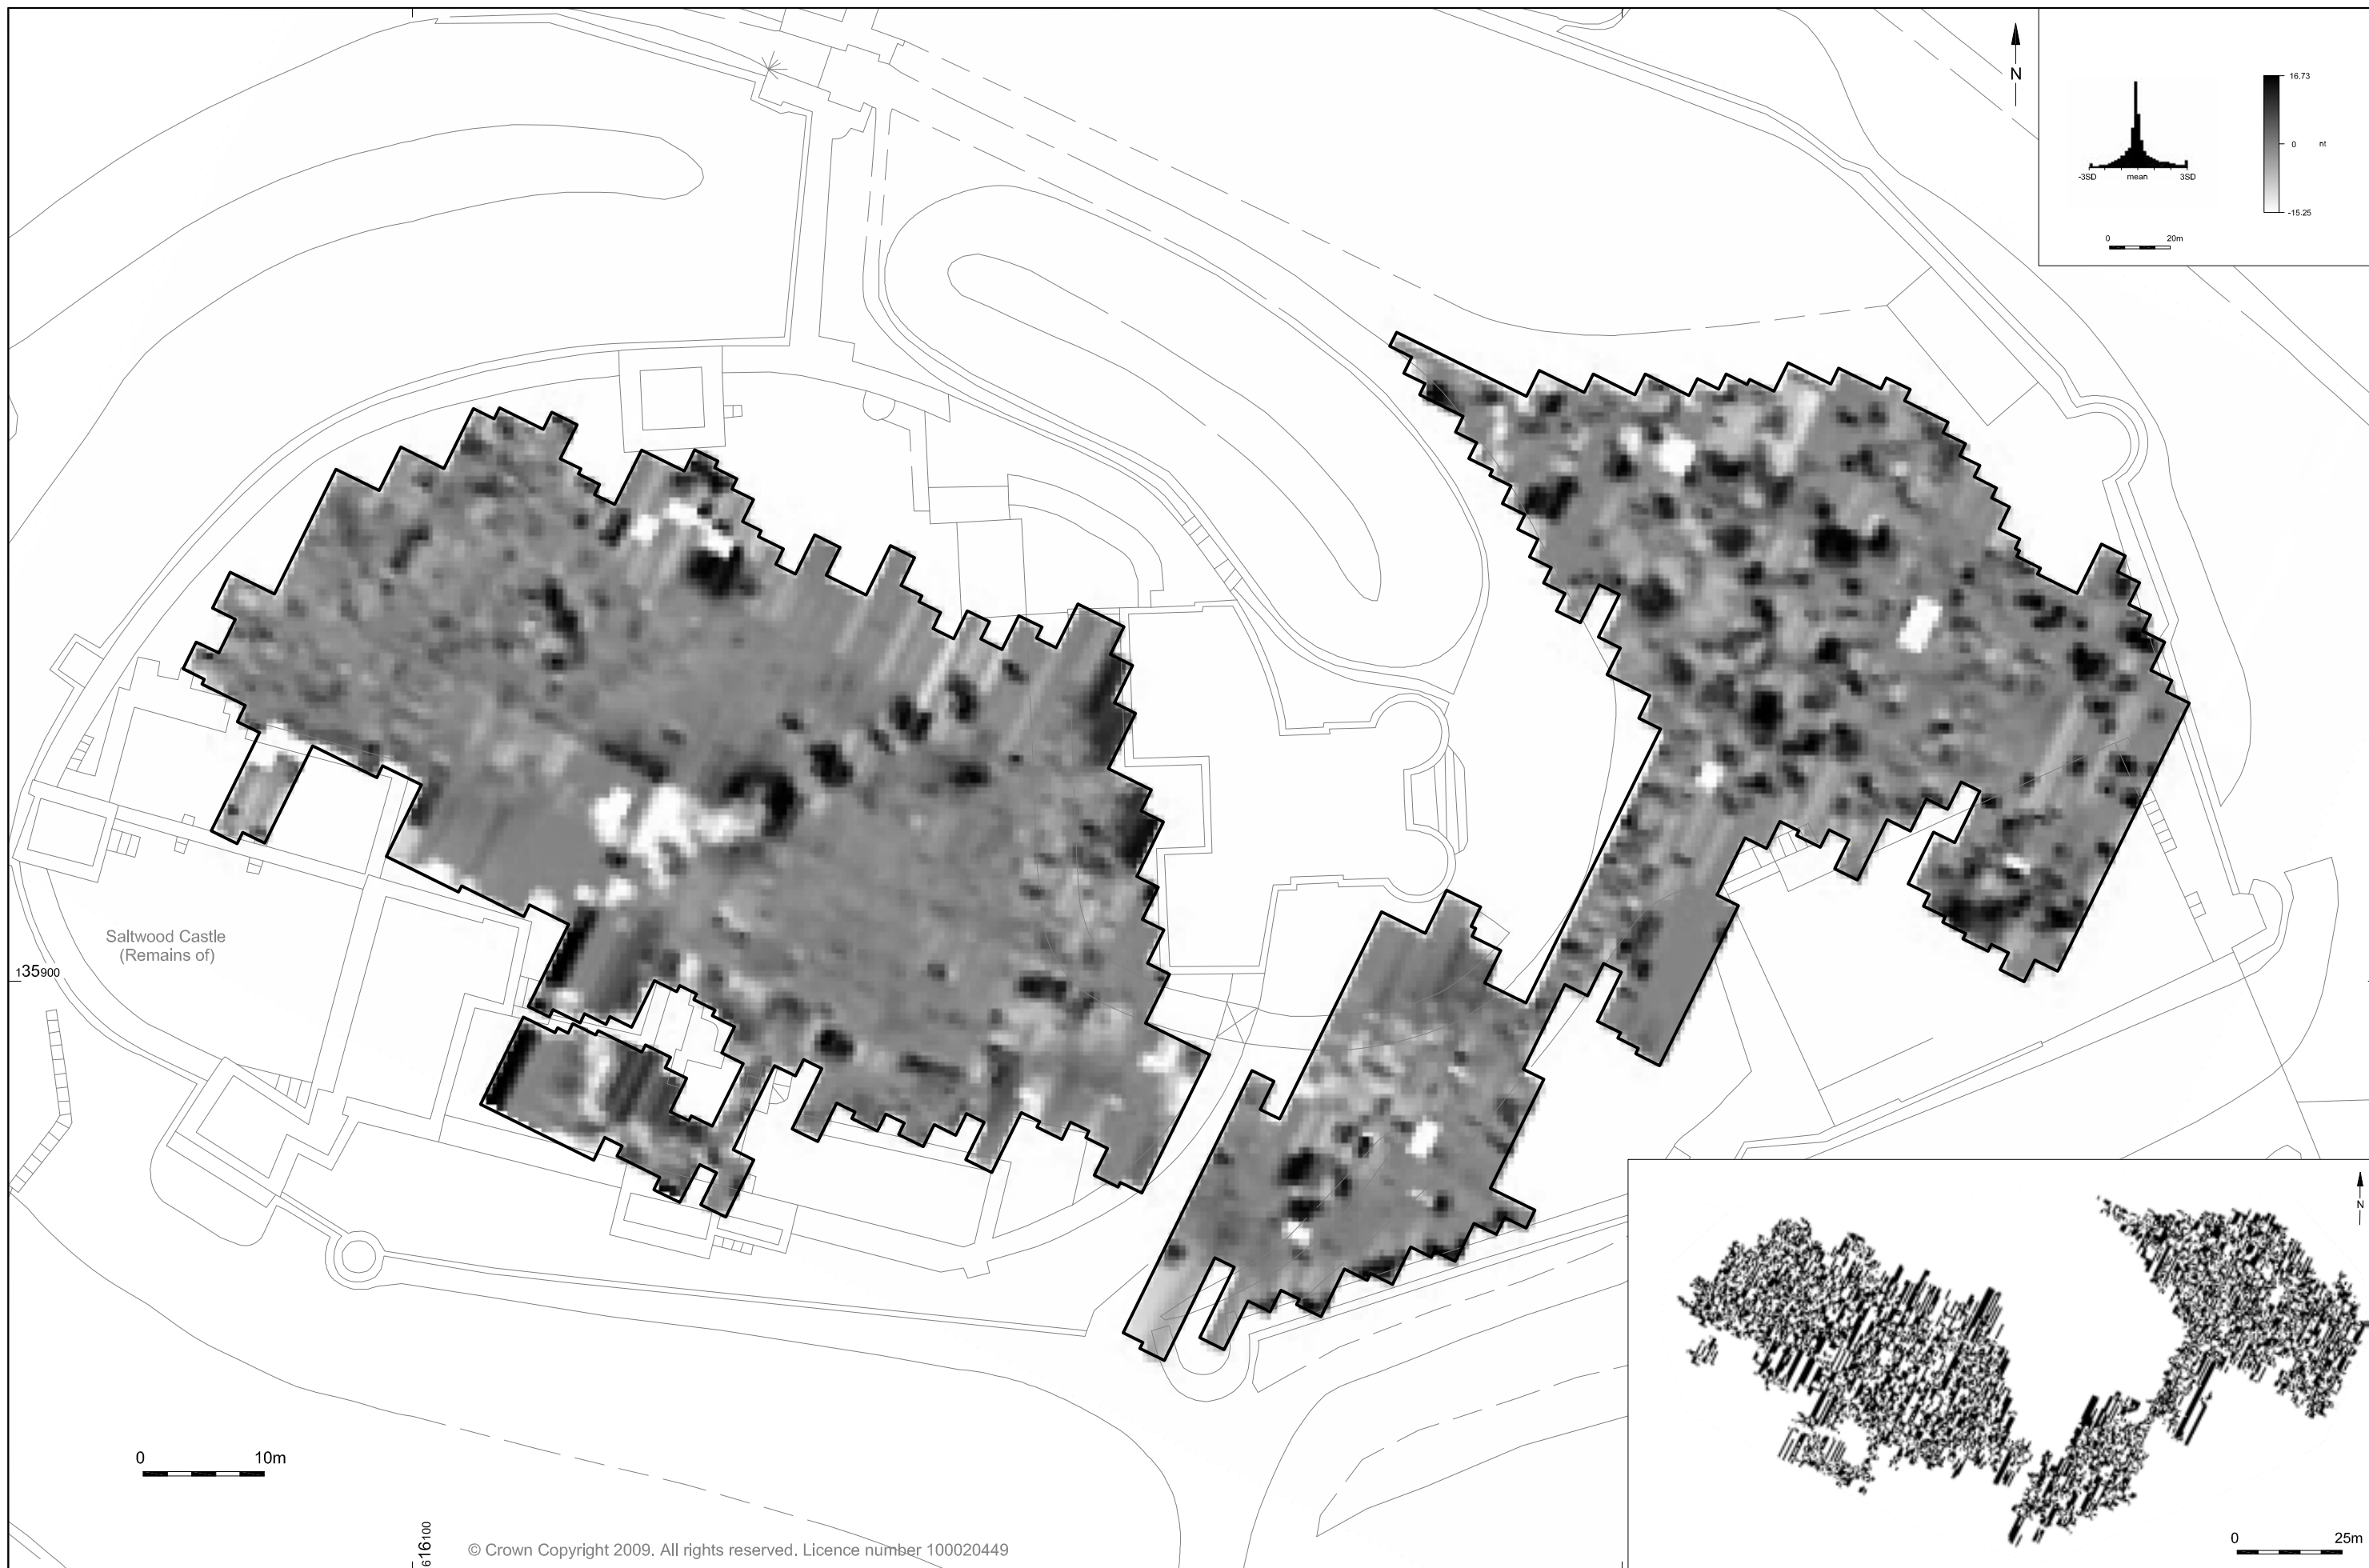 N
16.73
0
nt
-15.25
-3SD
mean
3SD
0
20m
Saltwood Castle
(Remains of)
135900
N
0
10m
616100
© Crown Copyright 2009. All rights reserved. Licence number 100020449
0
25m